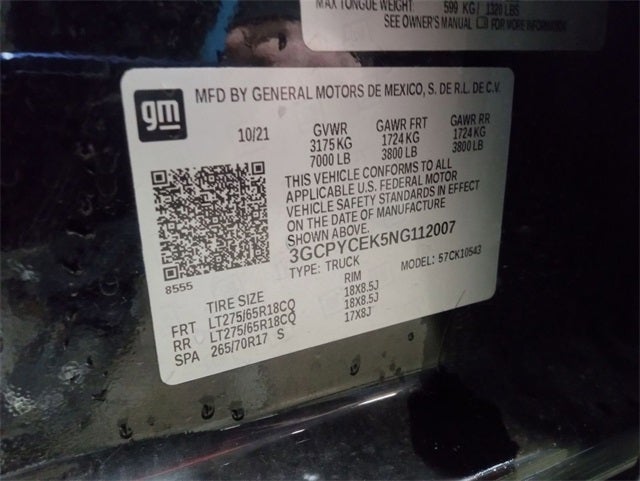 MAX TONGUE WEIGHT 599 KG / 1320 LBS
SEE OWNER'S MANUAL FOR MORE INFORMATION
gm
MFD BY GENERAL MOTORS DE MEXICO, S. DE R.L. DE C.V.
10/21 GVWR GAWR FRT GAWR RR
3175 KG 1724 KG 1724 KG
7000 LB 3800 LB 3800 LB
THIS VEHICLE CONFORMS TO ALL
APPLICABLE U.S. FEDERAL MOTOR
VEHICLE SAFETY STANDARDS IN EFFECT
ON THE DATE OF MANUFACTURE
SHOWN ABOVE.
3GCPYCEK5NG112007
TYPE: TRUCK MODEL: 57CK10543
8555
TIRE SIZE RIM
FRT LT275/65R18CQ 18X8.5J
RR LT275/65R18CQ 18X8.5J
SPA 265/70R17 S 17X8J